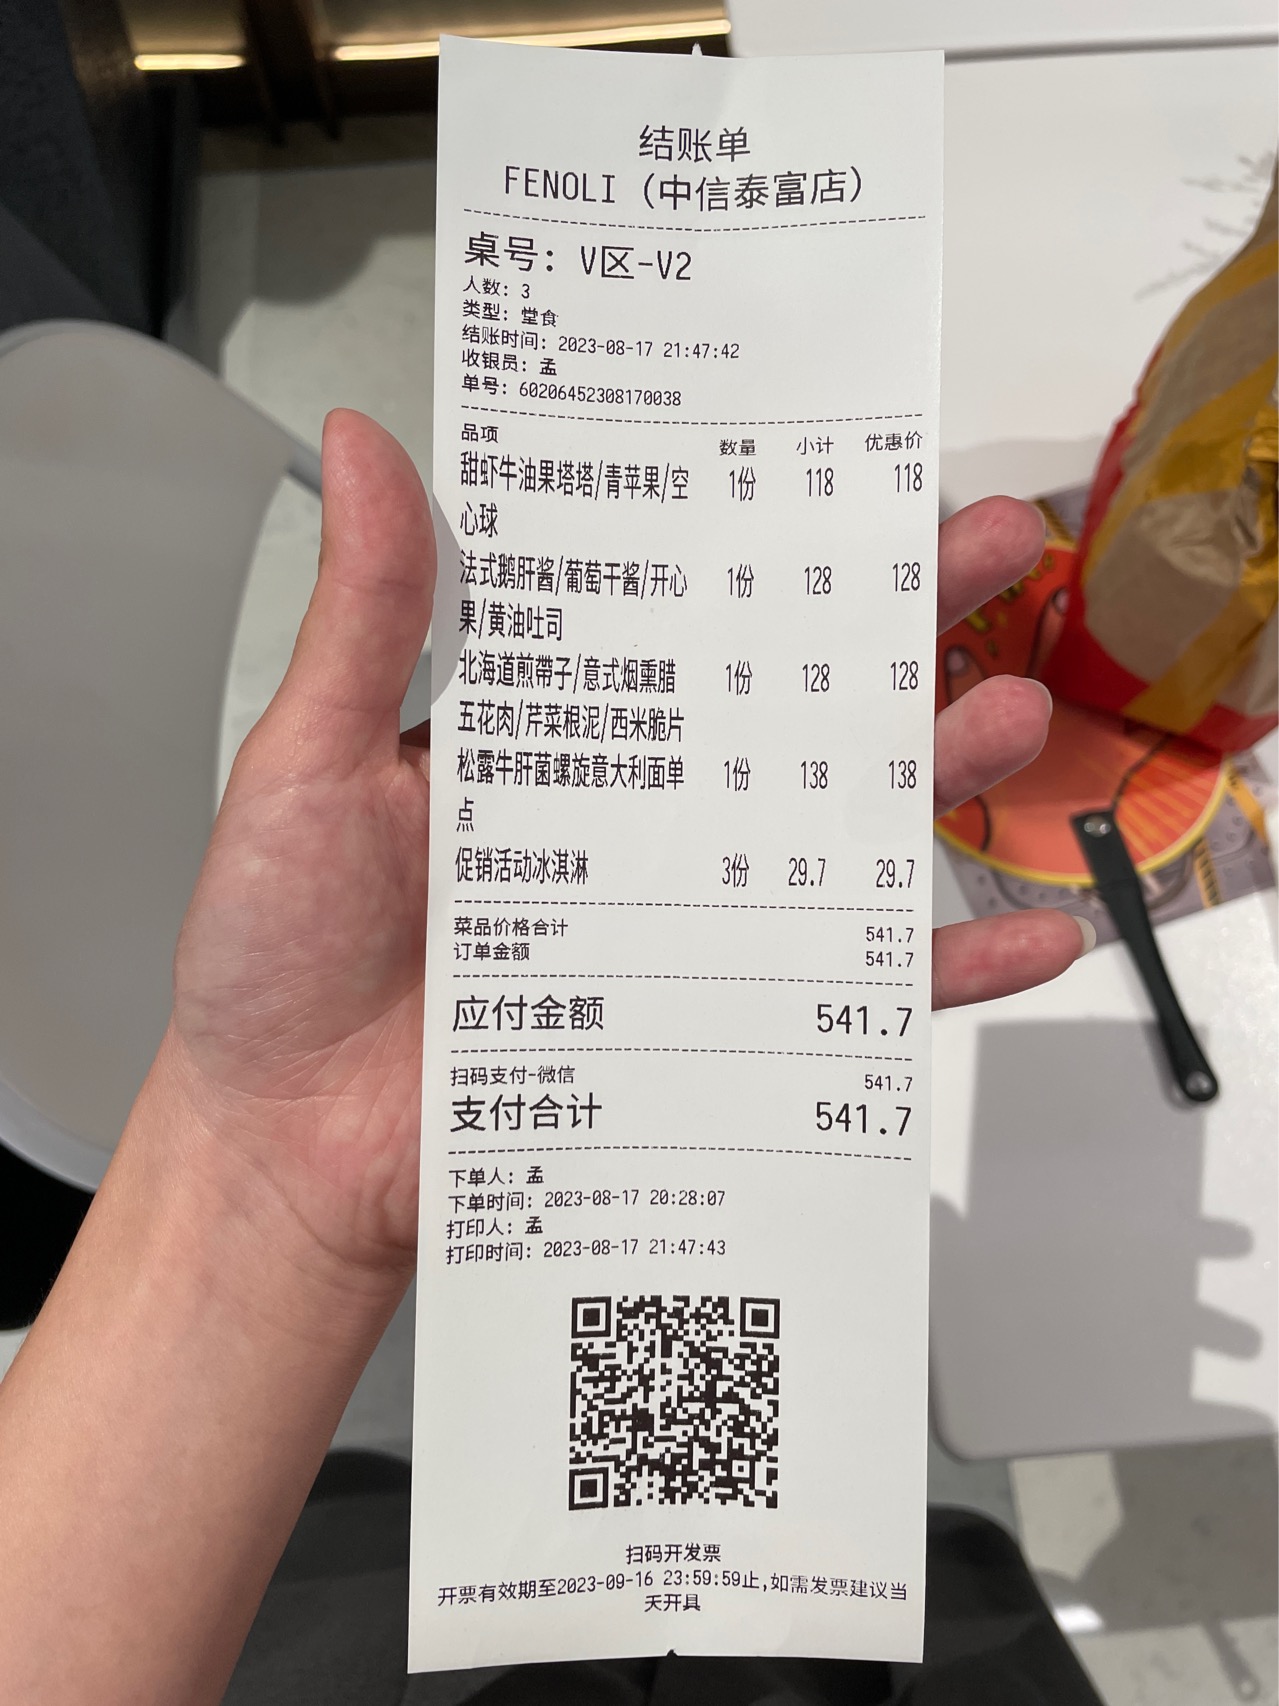 结账单
FENOLI（中信泰富店）
桌号：V区-V2
人数：3
类型：堂食
结账时间：2023-08-17 21:47:42
收银员：孟
单号：60206452308170038
品项 数量 小计 优惠价
甜虾牛油果塔塔/青苹果/空 1份 118 118
心球
法式鹅肝酱/葡萄干酱/开心 1份 128 128
果/黄油吐司
北海道煎带子/意式烟熏腊 1份 128 128
五花肉/芹菜根泥/西米脆片
松露牛肝菌螺旋意大利面单 1份 138 138
点
促销活动冰淇淋 3份 29.7 29.7
菜品价格合计 541.7
订单金额 541.7
应付金额 541.7
扫码支付-微信 541.7
支付合计 541.7
下单人：孟
下单时间：2023-08-17 20:28:07
打印人：孟
打印时间：2023-08-17 21:47:43
扫码开发票
开票有效期至2023-09-16 23:59:59止,如需发票建议当
天开具